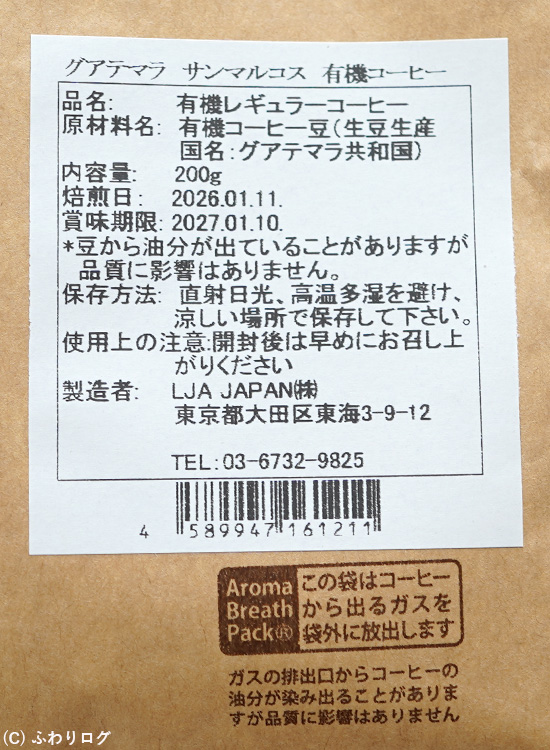 グアテマラ サンマルコス 有機コーヒー
品名: 有機レギュラーコーヒー
原材料名: 有機コーヒー豆(生豆生産
国名:グアテマラ共和国)
内容量: 200g
焙煎日: 2026.01.11.
賞味期限: 2027.01.10.
*豆から油分が出ていることがありますが
品質に影響はありません。
保存方法: 直射日光、高温多湿を避け、
涼しい場所で保存して下さい。
使用上の注意:開封後は早めにお召し上
がりください
製造者: LJA JAPAN㈱
東京都大田区東海3-9-12
TEL:03-6732-9825
4 589947 161211
Aroma
Breath
Pack®
この袋はコーヒー
から出るガスを
袋外に放出します
ガスの排出口からコーヒーの
油分が染み出ることがありま
すが品質に影響はありません
(C) ふわりログ